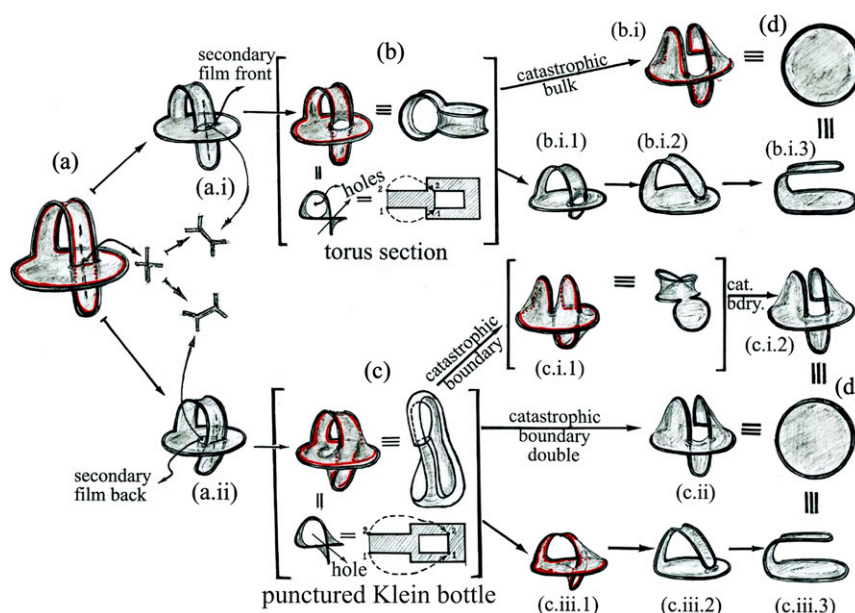 (b.i)
(d)
secondary
film front
(b)
catastrophic
bulk
(a)
(a.i)
(b.i.1)
(b.i.2)
(b.i.3)
holes
2
1
2
1
torus section
cat.
bdry.
(c.i.1)
(c.i.2)
catastrophic
boundary
(c)
(d)
catastrophic
boundary
double
secondary
film back
(a.ii)
(c.ii)
2
1
2
1
hole
punctured Klein bottle
(c.iii.1)
(c.iii.2)
(c.iii.3)